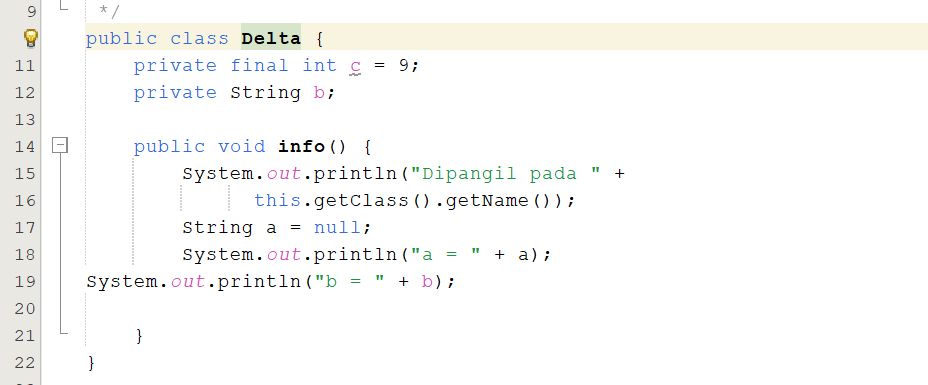 9 */
public class Delta {
11 private final int c = 9;
12 private String b;
13
14 public void info() {
15 System.out.println("Dipangil pada " +
16 this.getClass().getName());
17 String a = null;
18 System.out.println("a = " + a);
19 System.out.println("b = " + b);
20
21 }
22 }